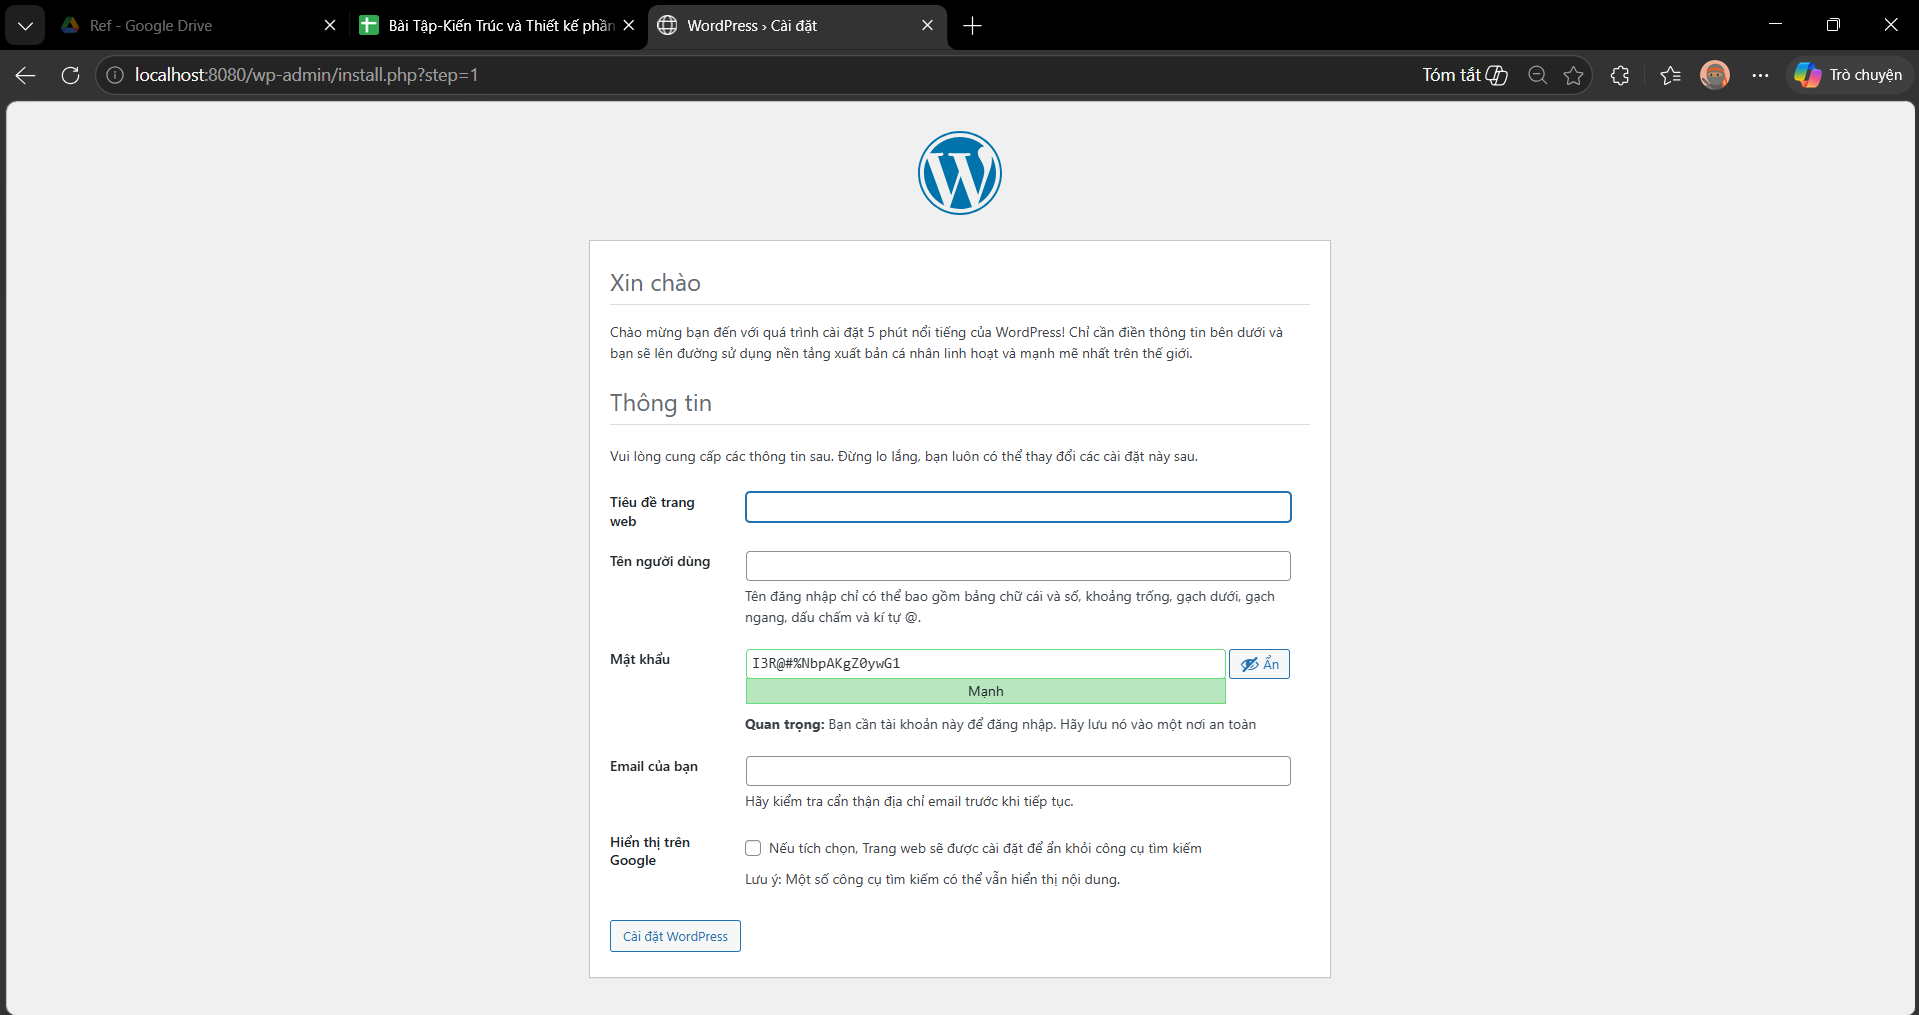 Ref - Google Drive
Bài Tập-Kiến Trúc và Thiết kế phần
WordPress › Cài đặt
localhost:8080/wp-admin/install.php?step=1
Tóm tắt
Trò chuyện
Xin chào
Chào mừng bạn đến với quá trình cài đặt 5 phút nổi tiếng của WordPress! Chỉ cần điền thông tin bên dưới và
bạn sẽ lên đường sử dụng nền tảng xuất bản cá nhân linh hoạt và mạnh mẽ nhất trên thế giới.
Thông tin
Vui lòng cung cấp các thông tin sau. Đừng lo lắng, bạn luôn có thể thay đổi các cài đặt này sau.
Tiêu đề trang
web
Tên người dùng
Tên đăng nhập chỉ có thể bao gồm bảng chữ cái và số, khoảng trống, gạch dưới, gạch
ngang, dấu chấm và kí tự @.
Mật khẩu
I3R@#%NbpAKgZ0ywG1
Ẩn
Mạnh
Quan trọng: Bạn cần tài khoản này để đăng nhập. Hãy lưu nó vào một nơi an toàn
Email của bạn
Hãy kiểm tra cẩn thận địa chỉ email trước khi tiếp tục.
Hiển thị trên
Google
Nếu tích chọn, Trang web sẽ được cài đặt để ẩn khỏi công cụ tìm kiếm
Lưu ý: Một số công cụ tìm kiếm có thể vẫn hiển thị nội dung.
Cài đặt WordPress